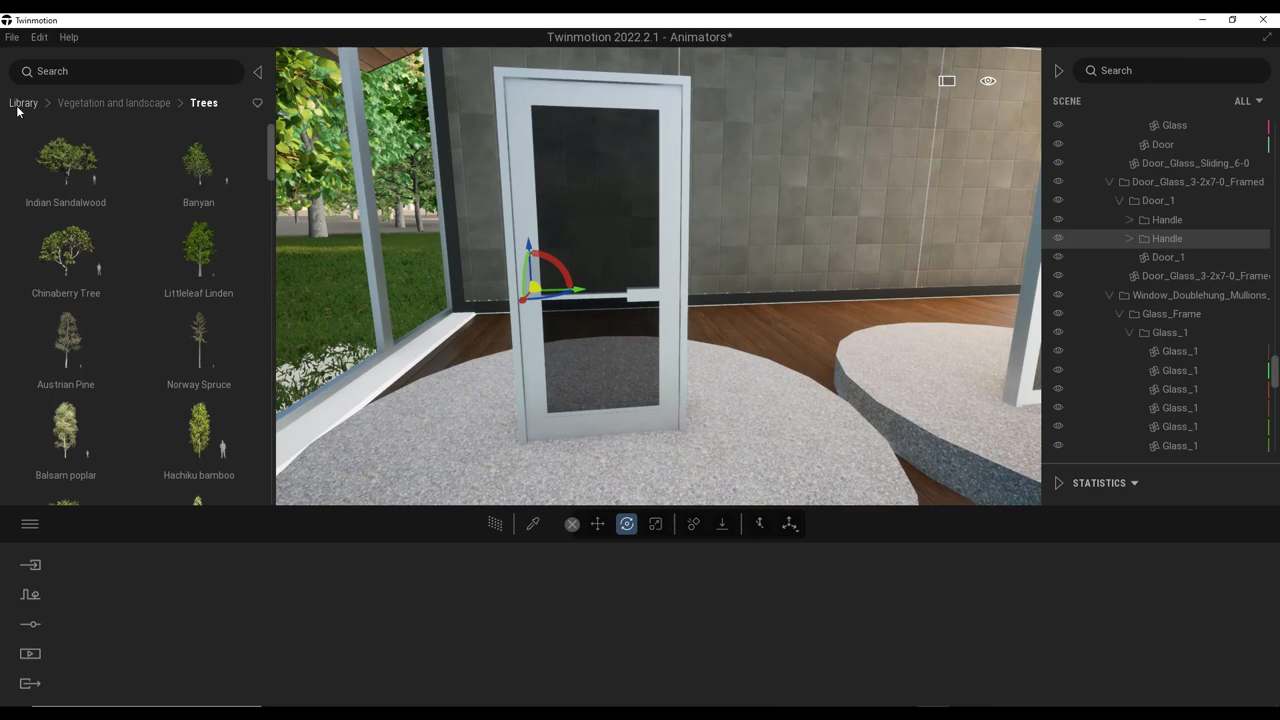 Twinmotion
File Edit Help
Twinmotion 2022.2.1 - Animators*
Search
Library > Vegetation and landscape > Trees
Indian Sandalwood
Banyan
Chinaberry Tree
Littleleaf Linden
Austrian Pine
Norway Spruce
Balsam poplar
Hachiku bamboo
Search
SCENE
ALL
Glass
Door
Door_Glass_Sliding_6-0
Door_Glass_3-2x7-0_Framed
Door_1
Handle
Handle
Door_1
Door_Glass_3-2x7-0_Frame
Window_Doublehung_Mullions_
Glass_Frame
Glass_1
Glass_1
Glass_1
Glass_1
Glass_1
Glass_1
Glass_1
STATISTICS